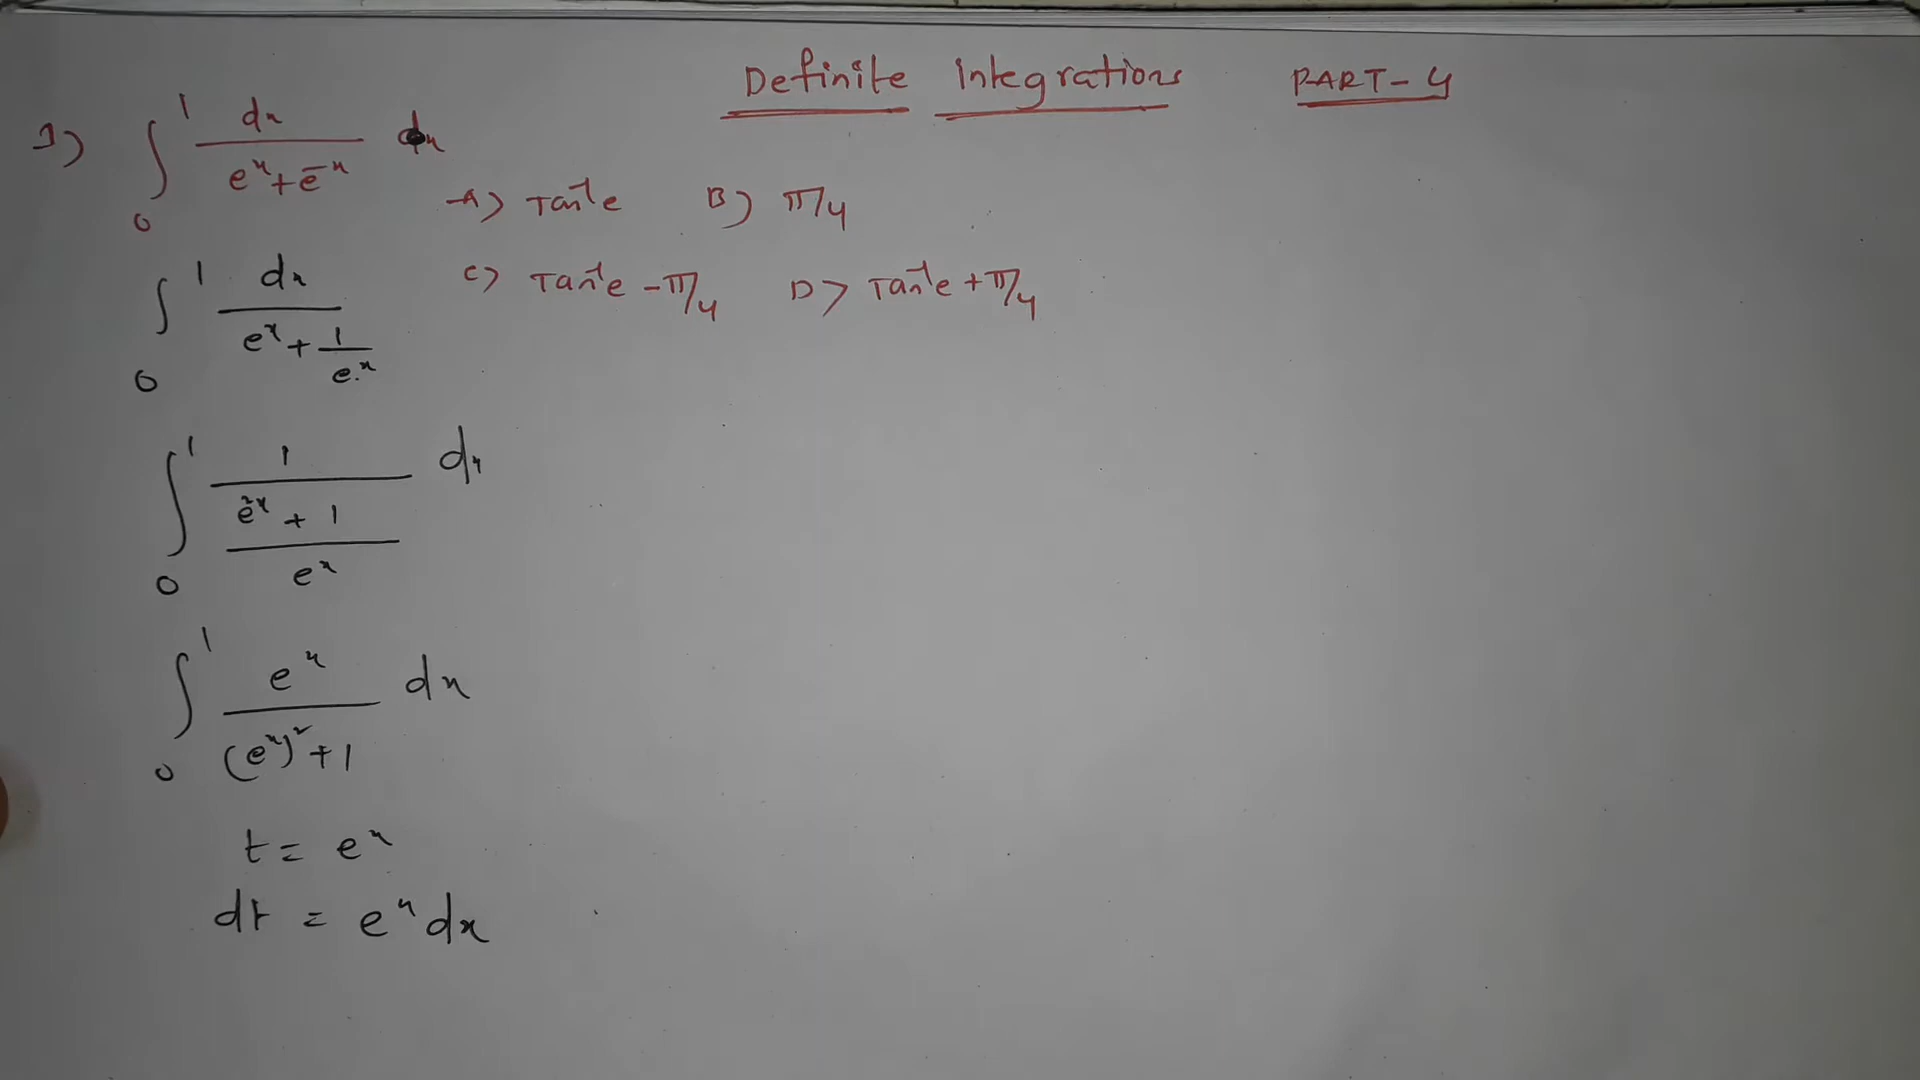 Definite Integrations PART-4
1) ∫₀¹ dx/(eˣ+e⁻ˣ)
A) Tan⁻¹e B) π/4
C) Tan⁻¹e - π/4 D) Tan⁻¹e + π/4
∫₀¹ dx/(eˣ + 1/eˣ)
∫₀¹ 1/((e²ˣ + 1)/eˣ) dx
∫₀¹ eˣ/((eˣ)² + 1) dx
t = eˣ
dt = eˣ dx